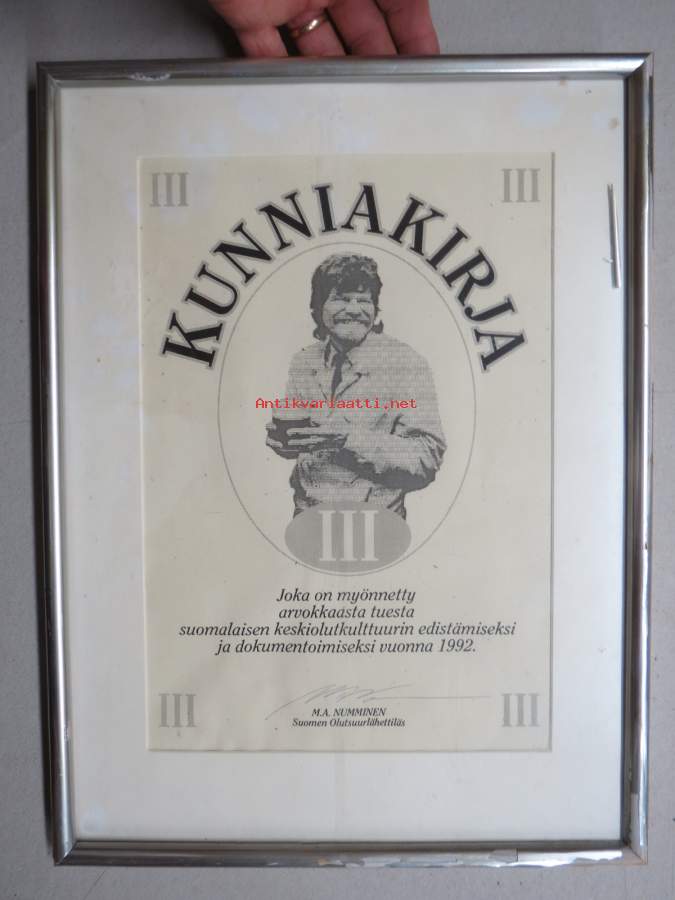 III III
KUNNIAKIRJA
Antikvariaatti.net
III
Joka on myönnetty
arvokkaasta tuesta
suomalaisen keskiolutkulttuurin edistämiseksi
ja dokumentoimiseksi vuonna 1992.
M.A. NUMMINEN
Suomen Olutsuurlähettiläs
III III